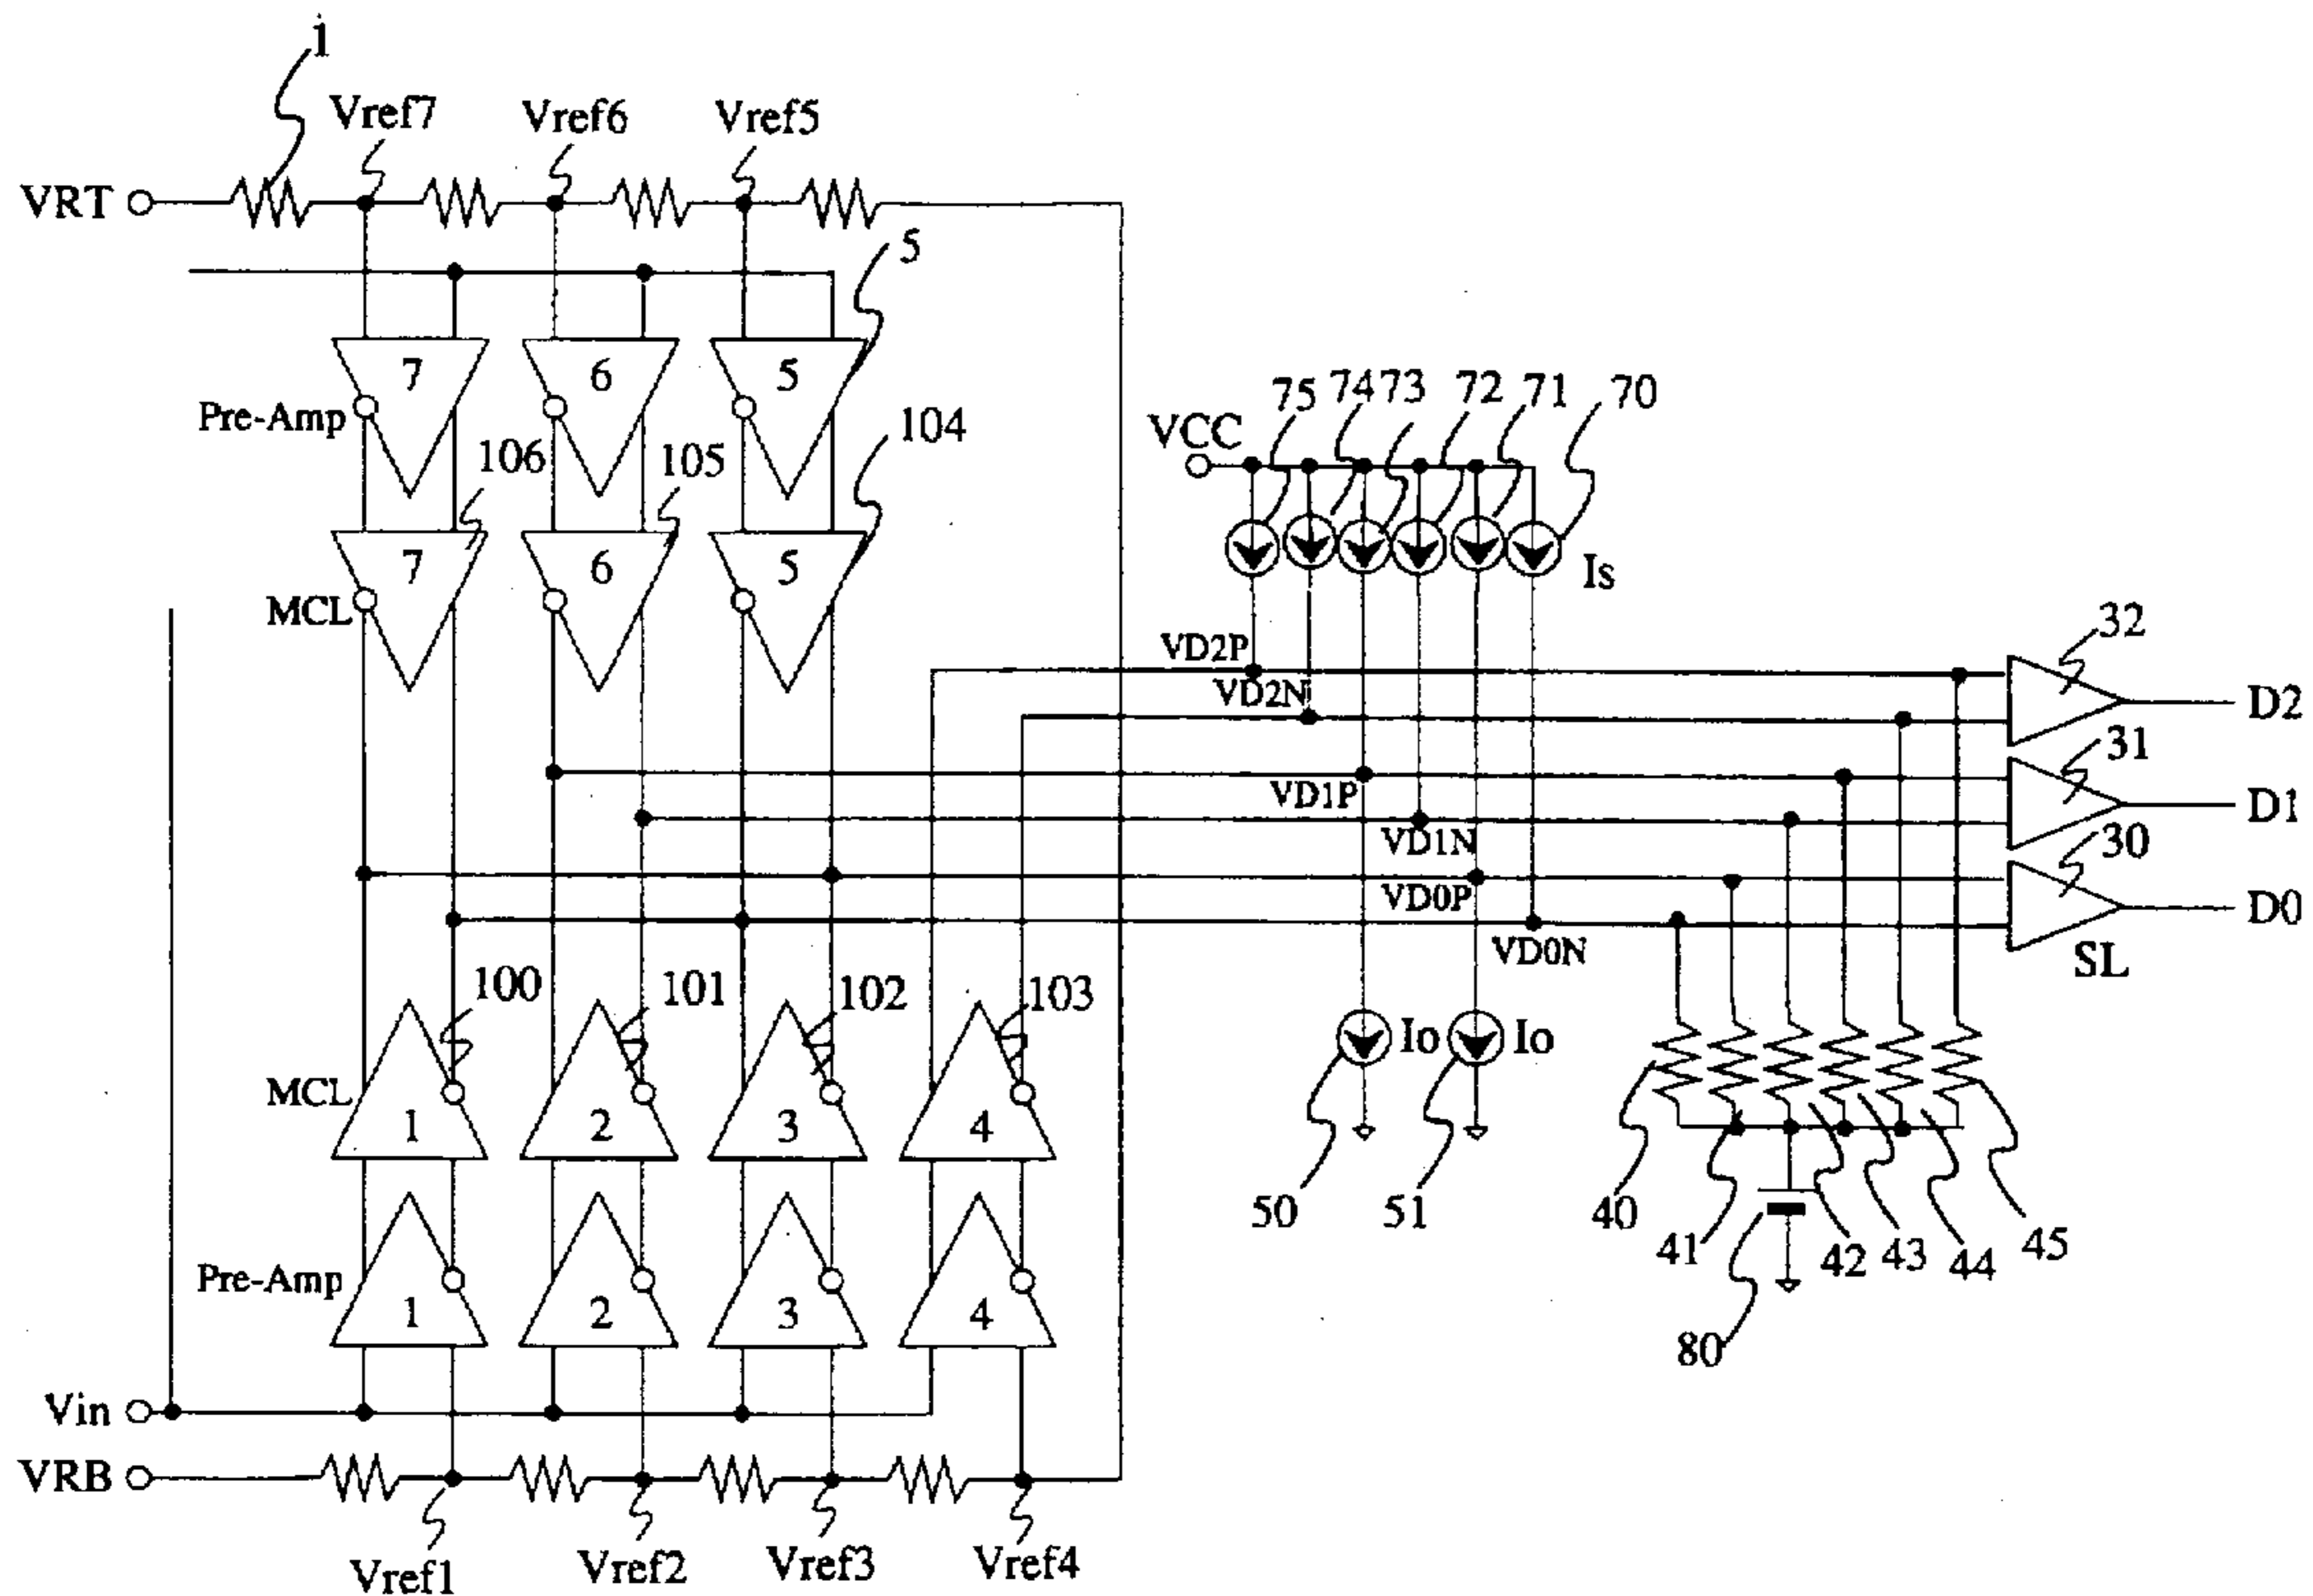 i
Vref7 Vref6 Vref5
VRT
5
7 6 5
Pre-Amp
106 105 104
7 6 5
MCL
75 74 73 72 71 70
VCC
Is
VD2P
VD2N
VD1P
VD1N
VD0P
VD0N
32
D2
31
D1
30
D0
SL
100 101 102 103
MCL
1 2 3 4
Pre-Amp
1 2 3 4
Io Io
50 51
40 41 42 43 44 45
80
Vin
VRB
Vref1 Vref2 Vref3 Vref4